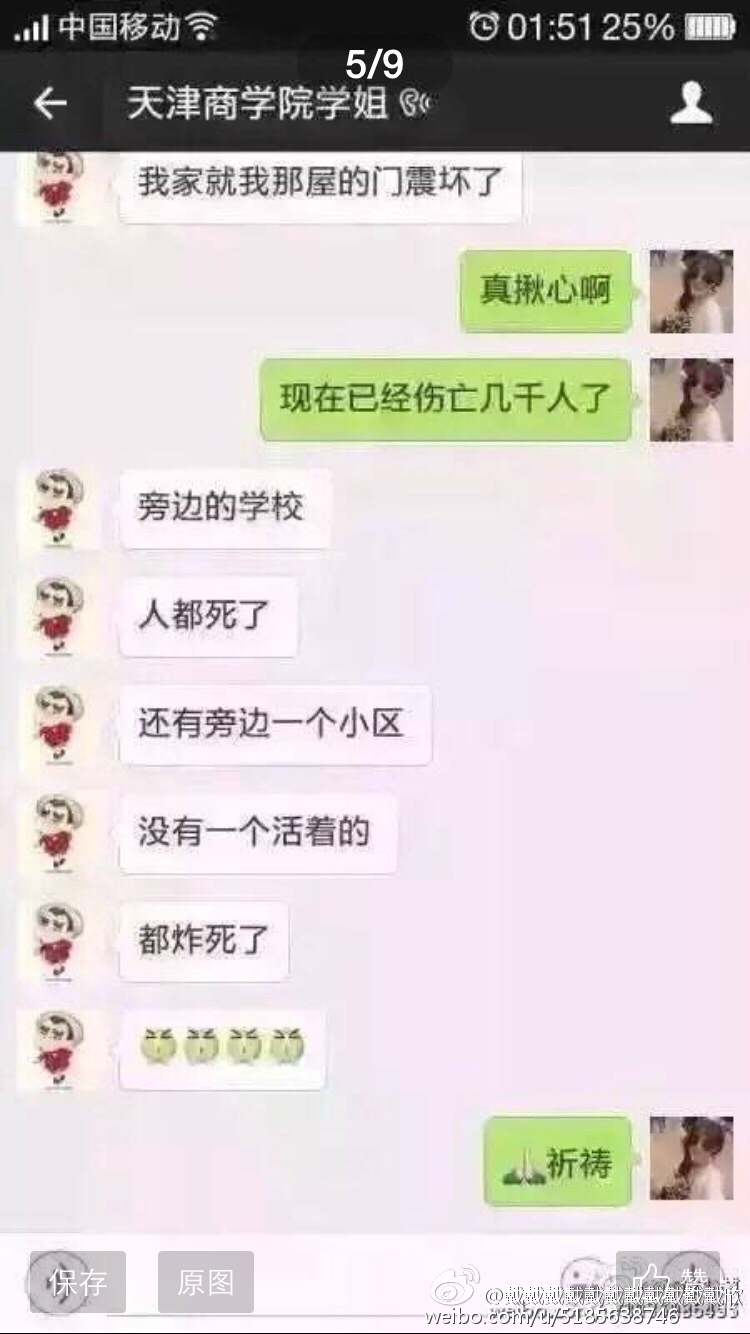 中国移动
01:51 25%
5/9
天津商学院学姐
我家就我那屋的门震坏了
真揪心啊
现在已经伤亡几千人了
旁边的学校
人都死了
还有旁边一个小区
没有一个活着的
都炸死了
祈祷
保存
原图
赞
weibo.com/u/5185638746